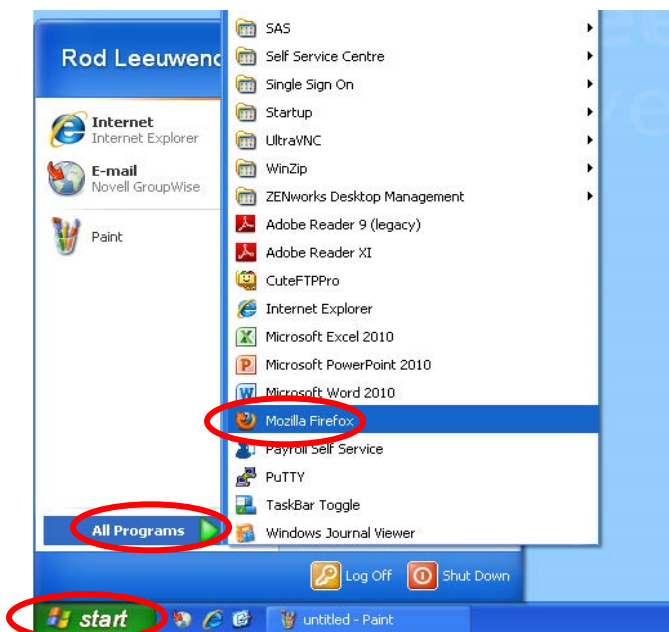 Rod Leeuwen
Internet
Internet Explorer
E-mail
Novell GroupWise
Paint
All Programs
SAS
Self Service Centre
Single Sign On
Startup
UltraVNC
WinZip
ZENworks Desktop Management
Adobe Reader 9 (legacy)
Adobe Reader XI
CuteFTPPro
Internet Explorer
Microsoft Excel 2010
Microsoft PowerPoint 2010
Microsoft Word 2010
Mozilla Firefox
Payroll Self Service
PuTTY
TaskBar Toggle
Windows Journal Viewer
Log Off
Shut Down
start
untitled - Paint